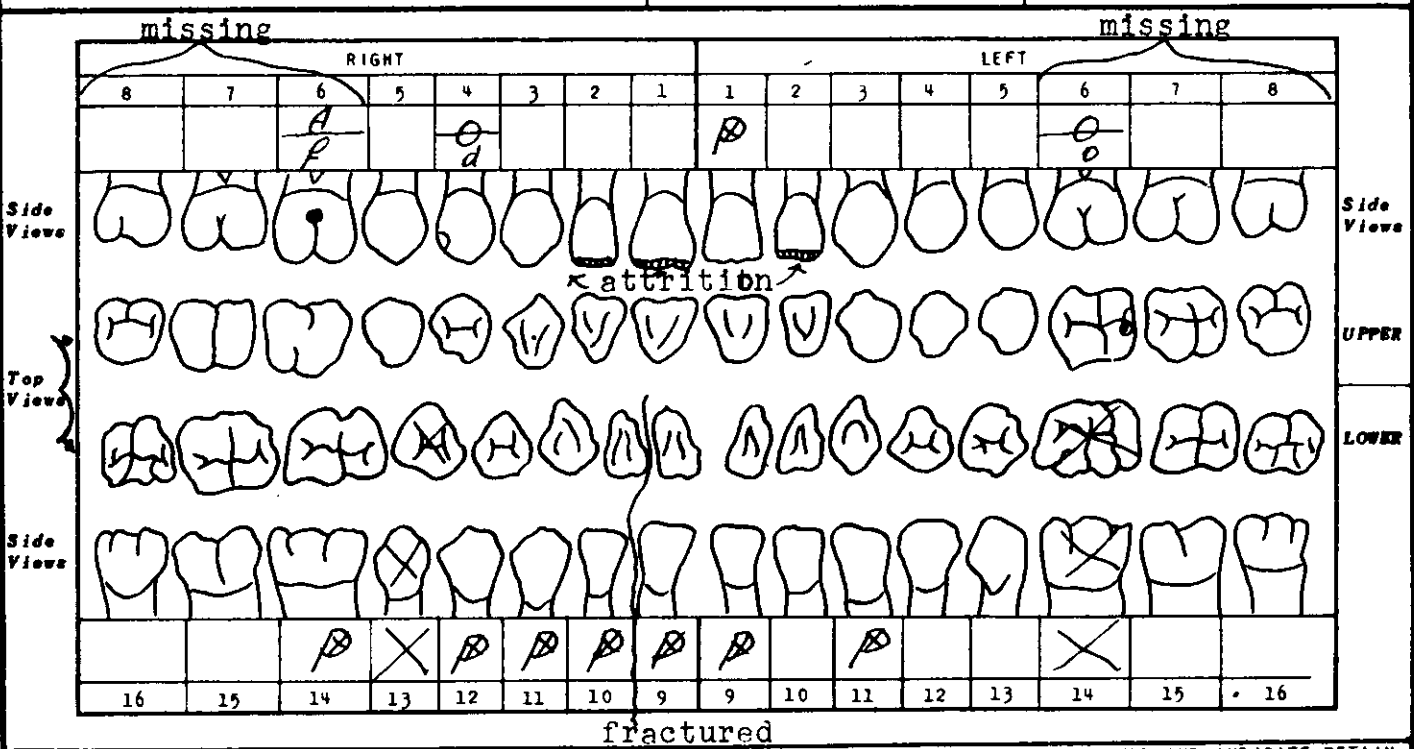 missing missing
RIGHT LEFT
8 7 6 5 4 3 2 1 1 2 3 4 5 6 7 8
A O O
f d o
Side Views Side Views
attrition
UPPER
Top Views
LOWER
Side Views
16 15 14 13 12 11 10 9 9 10 11 12 13 14 15 16
fractured